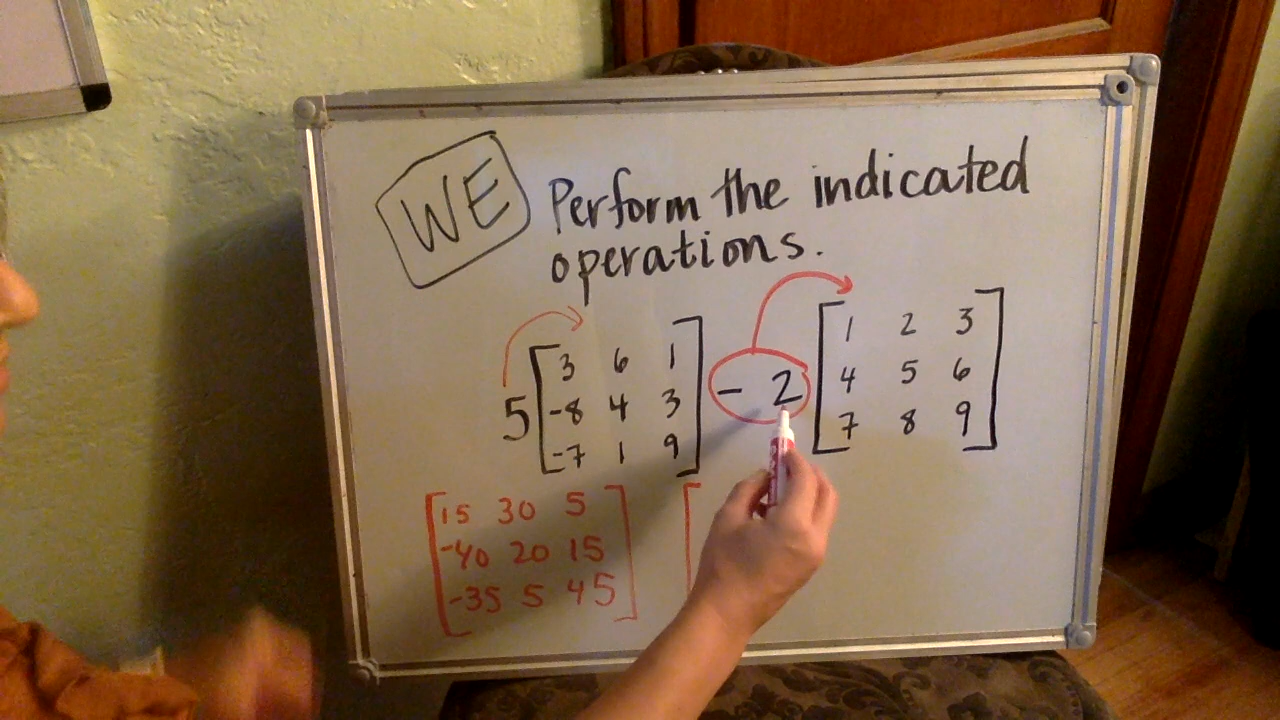 WE Perform the indicated
operations.
5 [ 3 6 1 ] - 2 [ 1 2 3 ]
[ -8 4 3 ] [ 4 5 6 ]
[ -7 1 9 ] [ 7 8 9 ]
[ 15 30 5 ] [
[ -40 20 15 ]
[ -35 5 45 ]